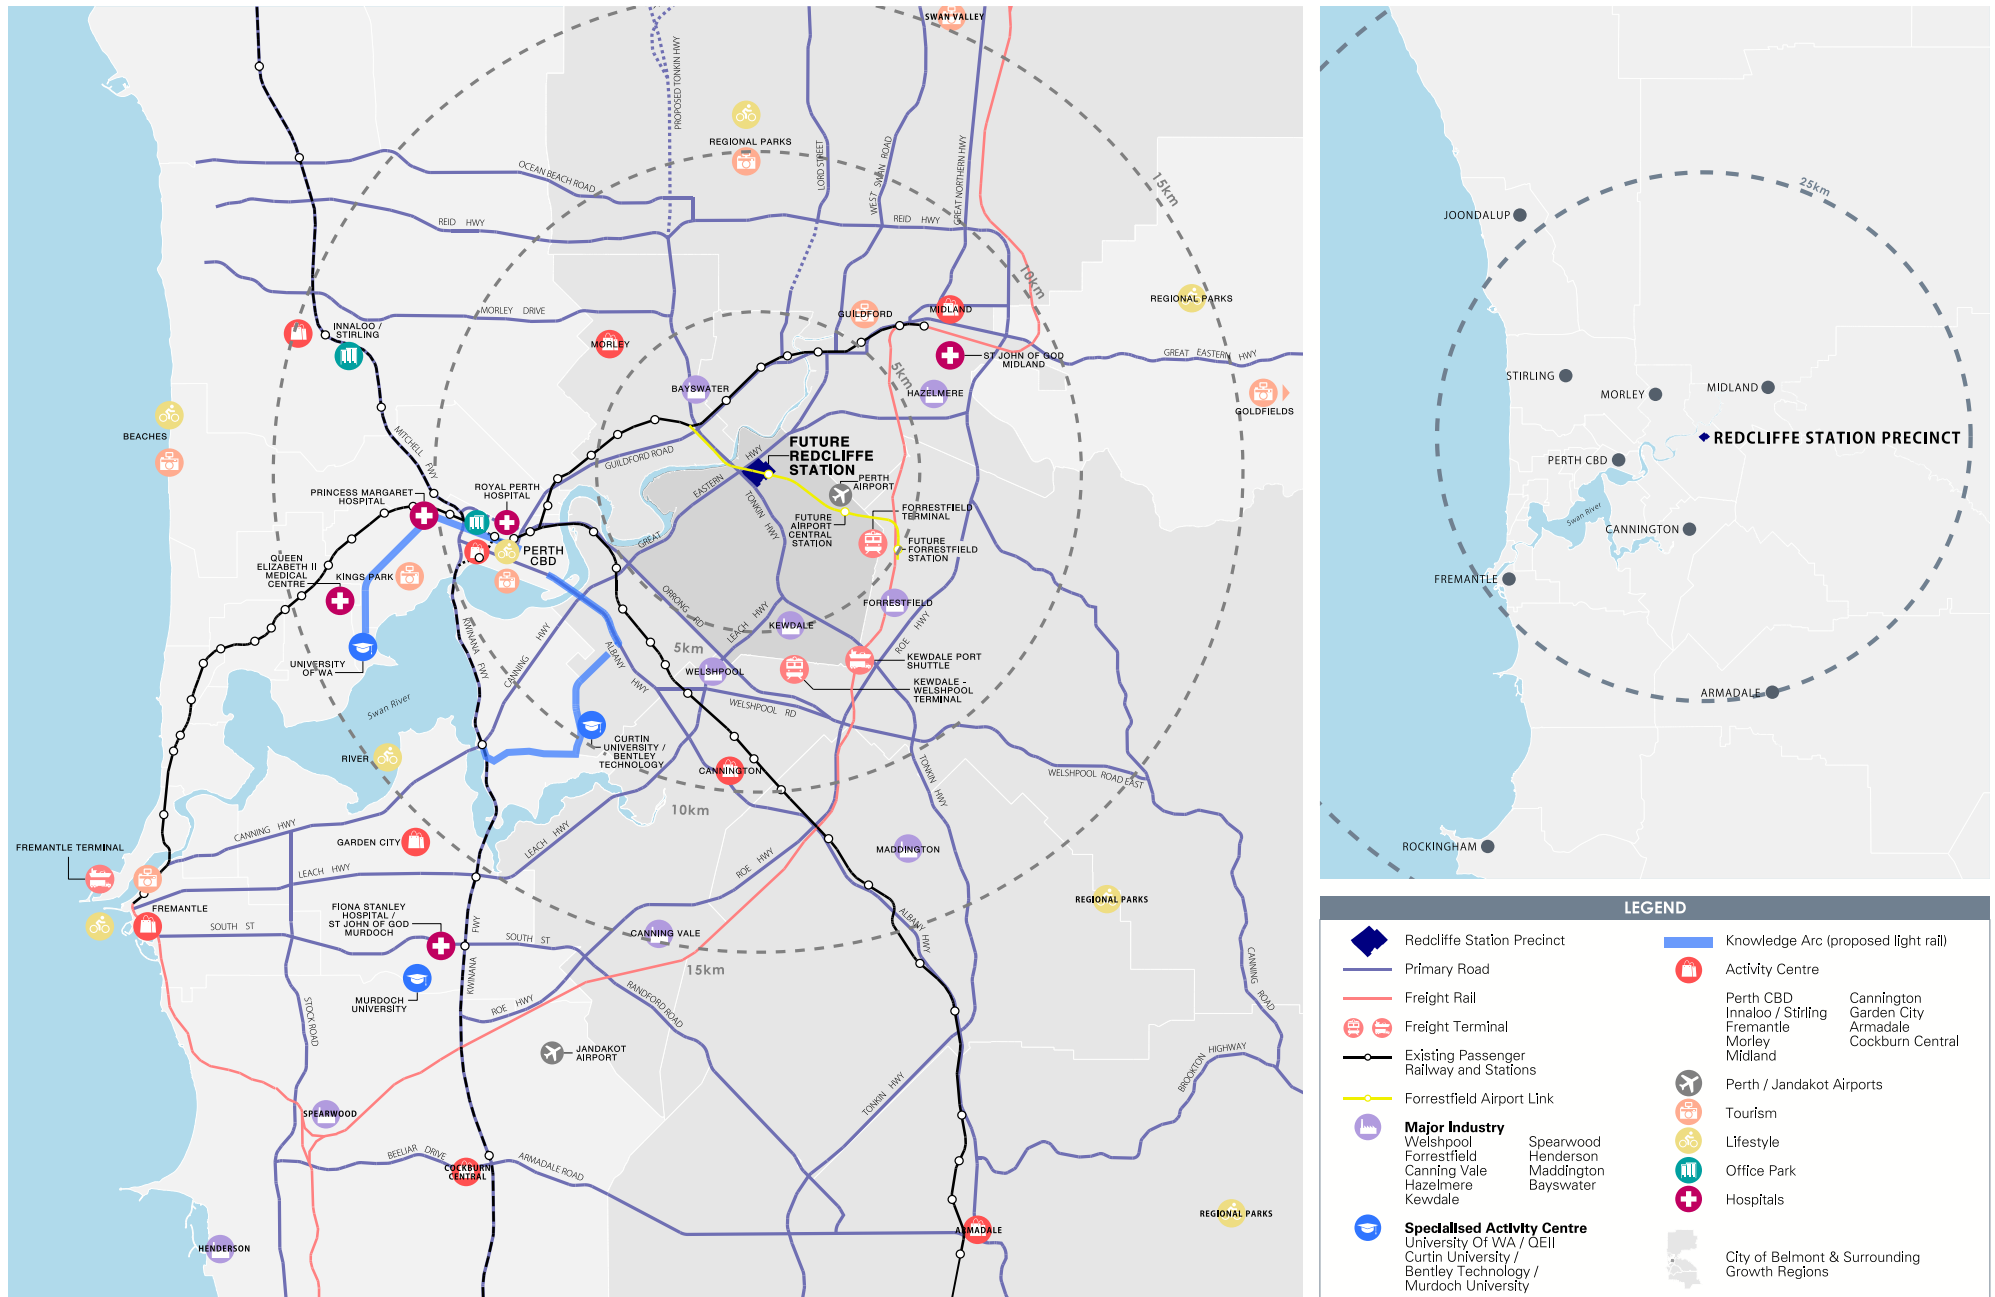 SWAN VALLEY
PROPOSED TONKIN HWY
REGIONAL PARKS
OCEAN BEACH ROAD
LORD STREET
WEST SWAN ROAD
GREAT NORTHERN HWY
15km
REID HWY
REID HWY
10km
REGIONAL PARKS
MORLEY DRIVE
GUILDFORD
MIDLAND
INNALOO /
STIRLING
MORLEY
ST JOHN OF GOD
MIDLAND
GREAT EASTERN HWY
5km
BAYSWATER
HAZELMERE
GOLDFIELDS
BEACHES
MITCHELL FWY
GUILDFORD ROAD
FUTURE
REDCLIFFE
STATION
PERTH
AIRPORT
PRINCESS MARGARET
HOSPITAL
ROYAL PERTH
HOSPITAL
GREAT EASTERN HWY
TONKIN HWY
FORRESTFIELD
TERMINAL
FUTURE
AIRPORT
CENTRAL
STATION
FUTURE
FORRESTFIELD
STATION
PERTH
CBD
QUEEN
ELIZABETH II
MEDICAL
CENTRE
KINGS PARK
ORRONG RD
LEACH HWY
FORRESTFIELD
KEWDALE
ROE HWY
KWINANA FWY
CANNING HWY
ALBANY HWY
5km
UNIVERSITY
OF WA
WELSHPOOL
KEWDALE PORT
SHUTTLE
KEWDALE -
WELSHPOOL
TERMINAL
Swan River
WELSHPOOL RD
CURTIN
UNIVERSITY /
BENTLEY
TECHNOLOGY
RIVER
CANNINGTON
TONKIN HWY
WELSHPOOL ROAD EAST
10km
CANNING HWY
GARDEN CITY
LEACH HWY
FREMANTLE TERMINAL
MADDINGTON
LEACH HWY
ROE HWY
FREMANTLE
FIONA STANLEY
HOSPITAL /
ST JOHN OF GOD
MURDOCH
REGIONAL PARKS
SOUTH ST
SOUTH ST
CANNING VALE
ALBANY HWY
15km
KWINANA FWY
CANNING ROAD
MURDOCH
UNIVERSITY
STOCK ROAD
ROE HWY
RANDFORD ROAD
JANDAKOT
AIRPORT
BROOKTON HIGHWAY
TONKIN HWY
SPEARWOOD
BEELIAR DRIVE
COCKBURN
CENTRAL
ARMADALE ROAD
REGIONAL PARKS
ARMADALE
HENDERSON
25km
JOONDALUP
STIRLING
MORLEY
MIDLAND
REDCLIFFE STATION PRECINCT
PERTH CBD
Swan River
CANNINGTON
FREMANTLE
ARMADALE
ROCKINGHAM
LEGEND
Redcliffe Station Precinct
Primary Road
Freight Rail
Freight Terminal
Existing Passenger
Railway and Stations
Forrestfield Airport Link
Major Industry
Welshpool
Forrestfield
Canning Vale
Hazelmere
Kewdale
Spearwood
Henderson
Maddington
Bayswater
Specialised Activity Centre
University Of WA / QEII
Curtin University /
Bentley Technology /
Murdoch University
Knowledge Arc (proposed light rail)
Activity Centre
Perth CBD
Innaloo / Stirling
Fremantle
Morley
Midland
Cannington
Garden City
Armadale
Cockburn Central
Perth / Jandakot Airports
Tourism
Lifestyle
Office Park
Hospitals
City of Belmont & Surrounding
Growth Regions